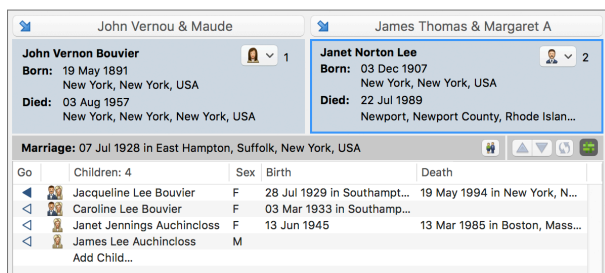 John Vernou & Maude
James Thomas & Margaret A
John Vernon Bouvier
1
Born: 19 May 1891
New York, New York, USA
Died: 03 Aug 1957
New York, New York, New York, USA
Janet Norton Lee
2
Born: 03 Dec 1907
New York, New York, USA
Died: 22 Jul 1989
Newport, Newport County, Rhode Islan...
Marriage: 07 Jul 1928 in East Hampton, Suffolk, New York, USA
Go Children: 4 Sex Birth Death
Jacqueline Lee Bouvier F 28 Jul 1929 in Southampt... 19 May 1994 in New York, N...
Caroline Lee Bouvier F 03 Mar 1933 in Southamp...
Janet Jennings Auchincloss F 13 Jun 1945 13 Mar 1985 in Boston, Mass...
James Lee Auchincloss M
Add Child...